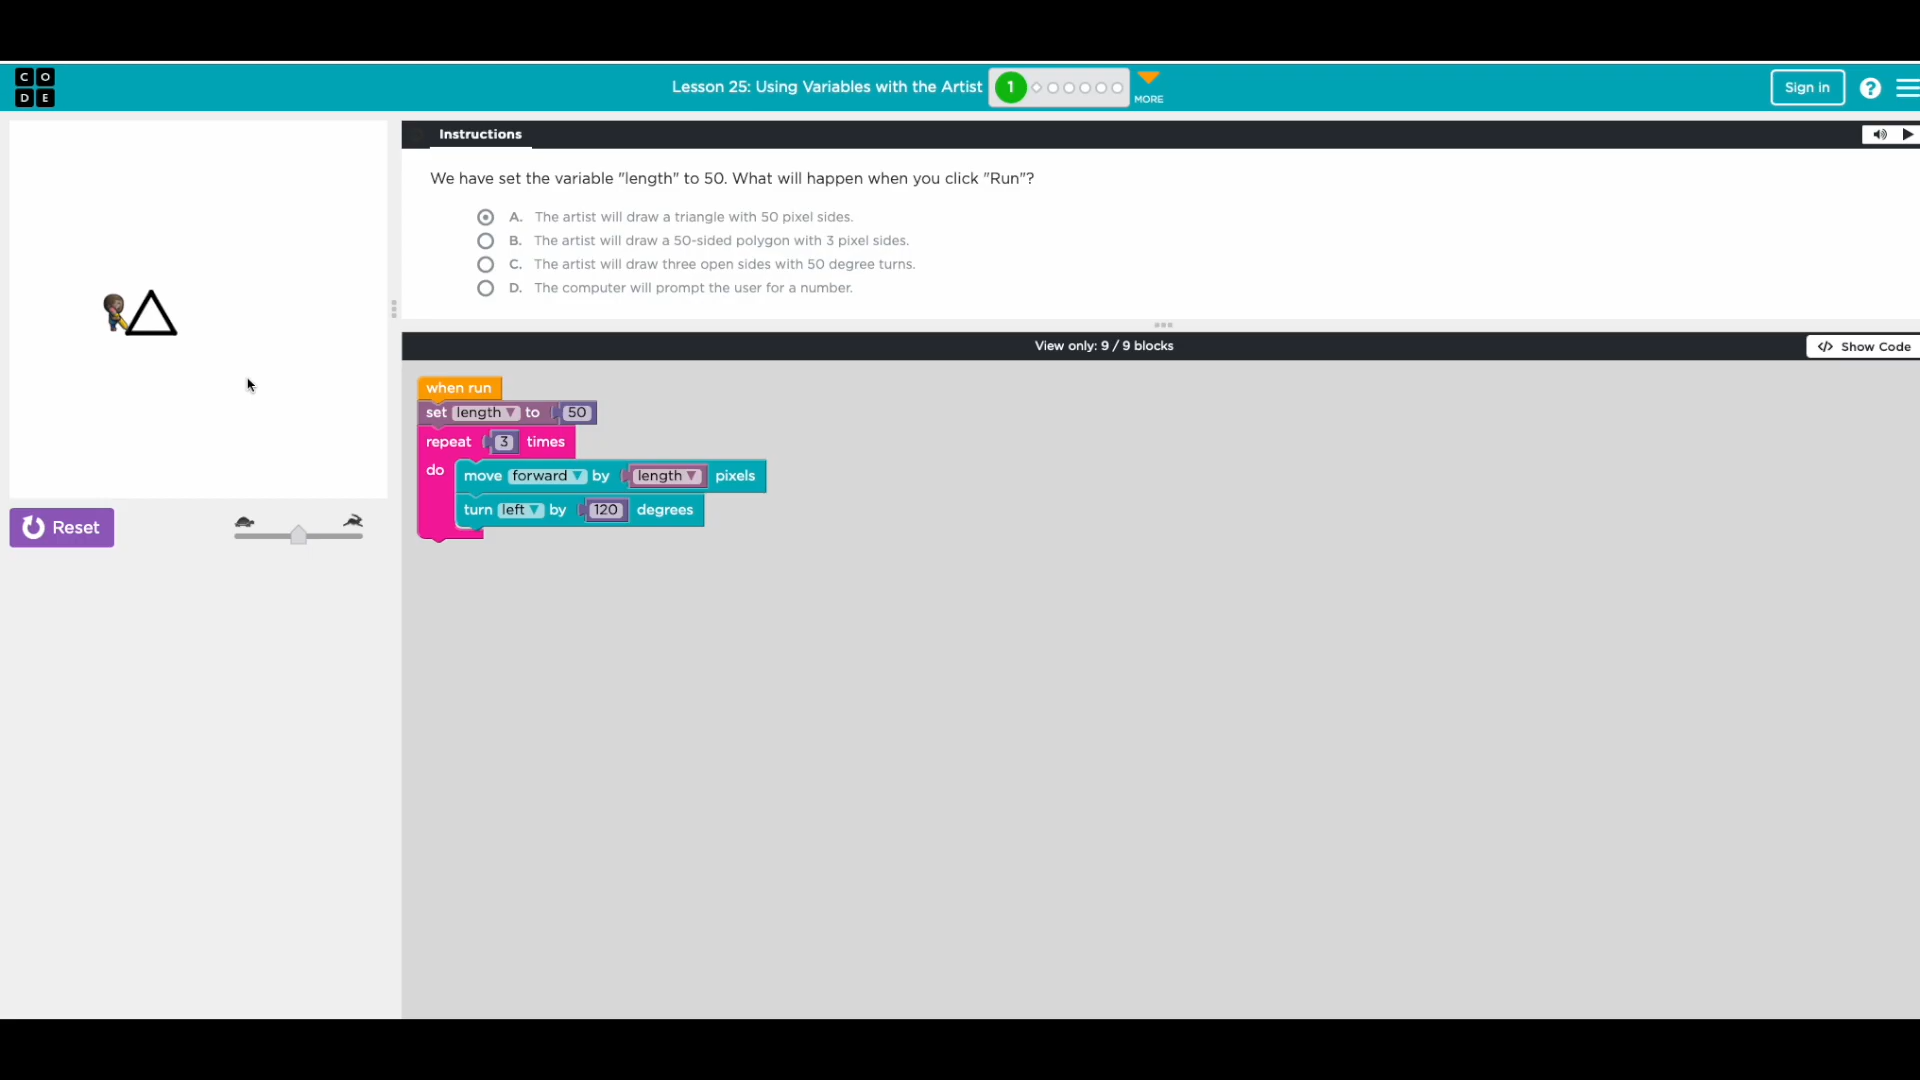 C O
D E
Lesson 25: Using Variables with the Artist
1
MORE
Sign in
?
Instructions
We have set the variable "length" to 50. What will happen when you click "Run"?
A. The artist will draw a triangle with 50 pixel sides.
B. The artist will draw a 50-sided polygon with 3 pixel sides.
C. The artist will draw three open sides with 50 degree turns.
D. The computer will prompt the user for a number.
View only: 9 / 9 blocks
</> Show Code
when run
set length to 50
repeat 3 times
do
move forward by length pixels
turn left by 120 degrees
Reset